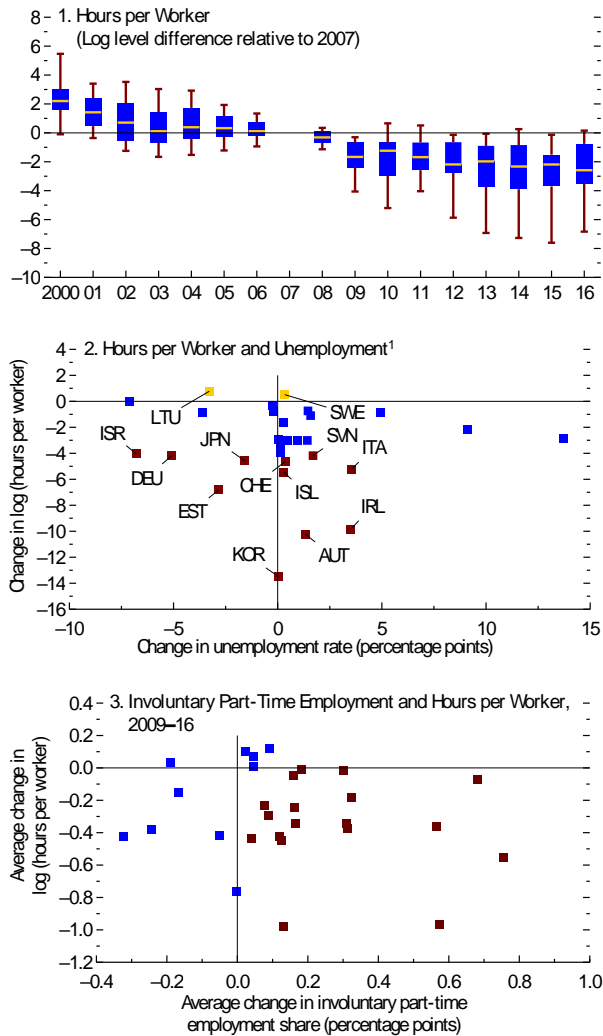 1. Hours per Worker
(Log level difference relative to 2007)
8
6
4
2
0
–2
–4
–6
–8
–10
2000 01 02 03 04 05 06 07 08 09 10 11 12 13 14 15 16
2. Hours per Worker and Unemployment¹
Change in log (hours per worker)
4
2
0
–2
–4
–6
–8
–10
–12
–14
–16
LTU
SWE
ISR
JPN
SVN
ITA
DEU
CHE
ISL
EST
IRL
KOR
AUT
–10 –5 0 5 10 15
Change in unemployment rate (percentage points)
3. Involuntary Part-Time Employment and Hours per Worker,
2009–16
Average change in
log (hours per worker)
0.4
0.2
0.0
–0.2
–0.4
–0.6
–0.8
–1.0
–1.2
–0.4 –0.2 0.0 0.2 0.4 0.6 0.8 1.0
Average change in involuntary part-time
employment share (percentage points)